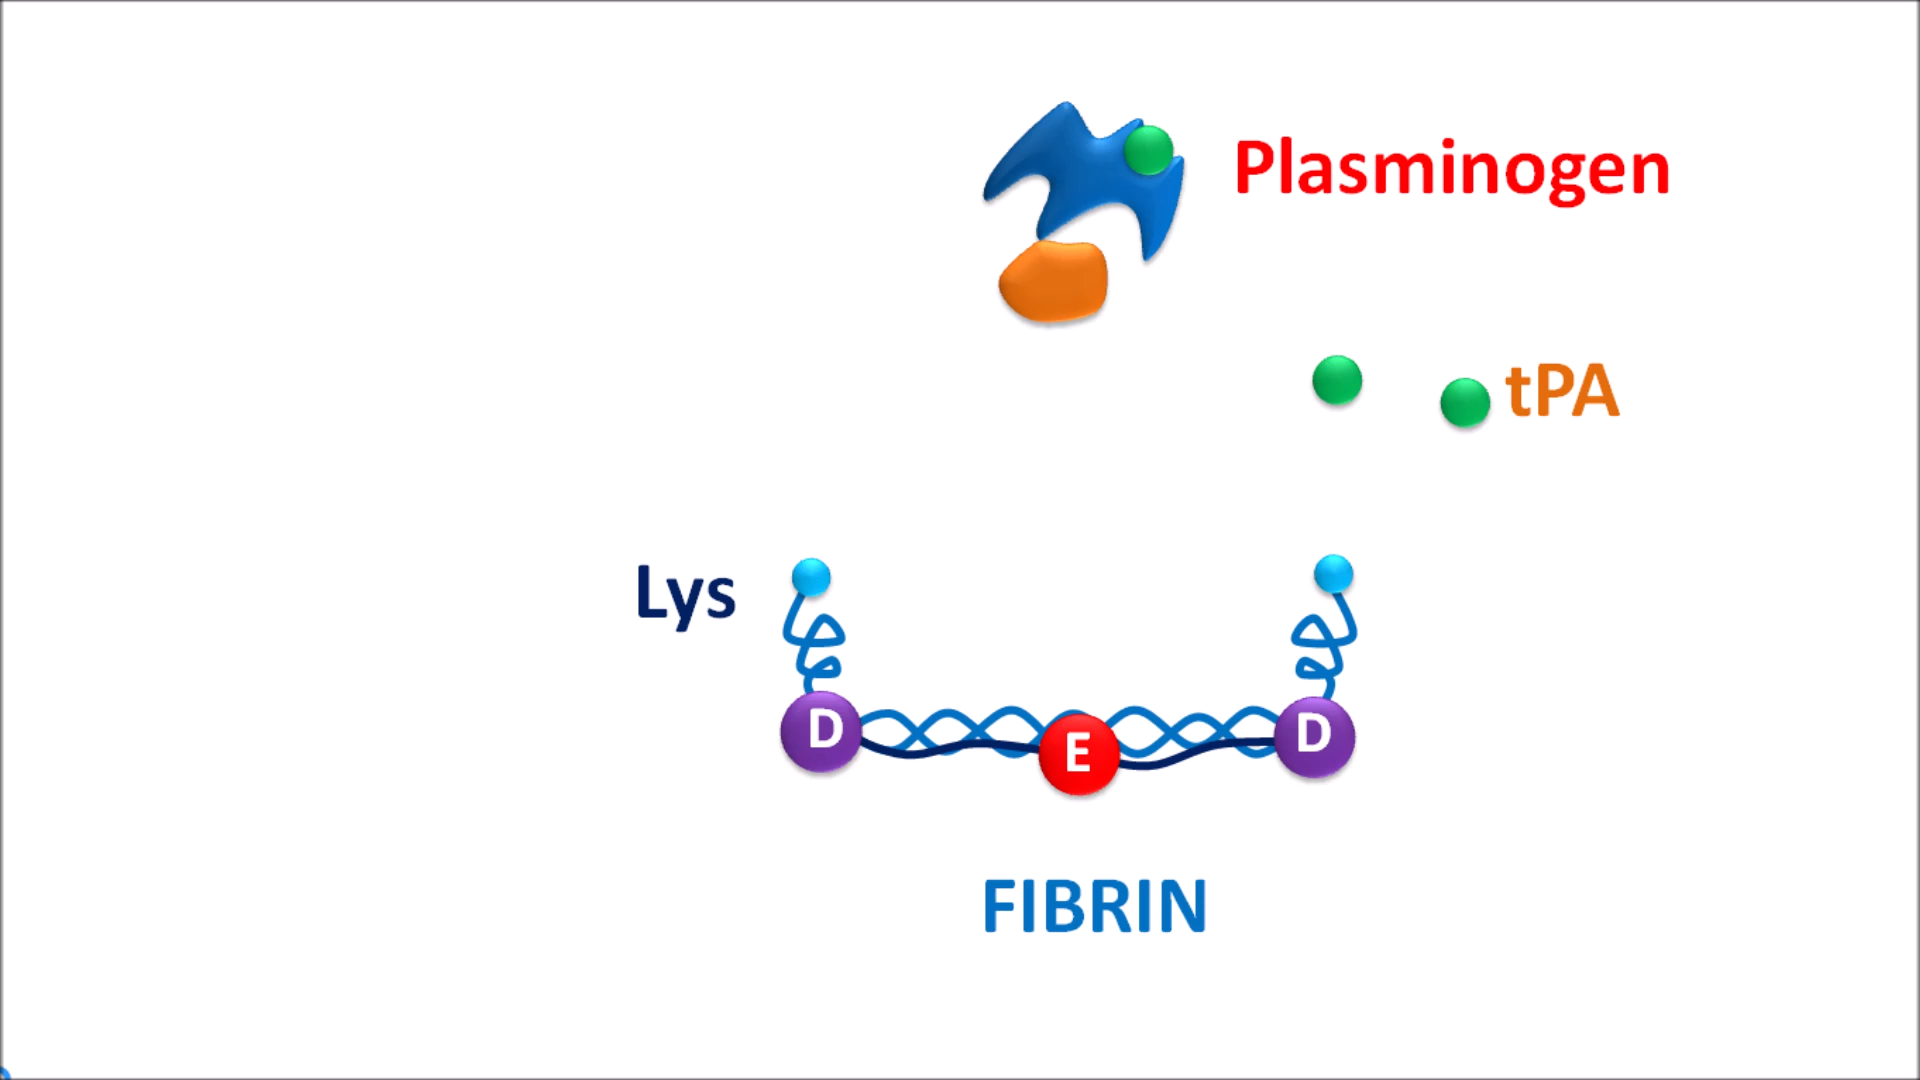 Plasminogen
tPA
Lys
D
E
D
FIBRIN